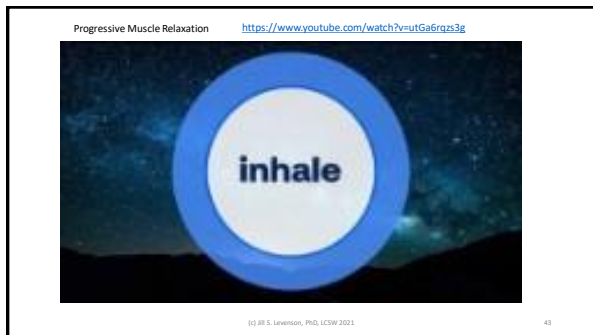 Progressive Muscle Relaxation https://www.youtube.com/watch?v=utGa6rqzs3g
inhale
(c) Jill S. Levenson, PhD, LCSW 2021 43